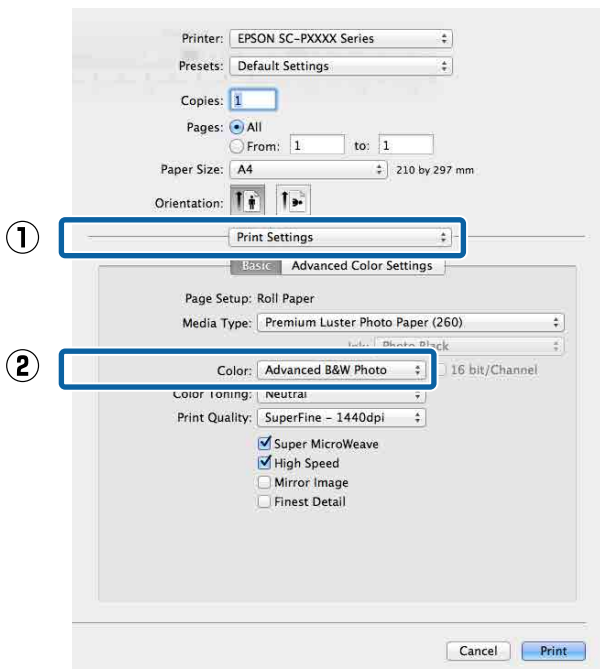 Printer: EPSON SC-PXXXX Series
Presets: Default Settings
Copies: 1
Pages: All
From: 1 to: 1
Paper Size: A4 210 by 297 mm
Orientation:
① Print Settings
Basic Advanced Color Settings
Page Setup: Roll Paper
Media Type: Premium Luster Photo Paper (260)
Ink: Photo Black
② Color: Advanced B&W Photo 16 bit/Channel
Color Toning: Neutral
Print Quality: SuperFine – 1440dpi
Super MicroWeave
High Speed
Mirror Image
Finest Detail
Cancel Print